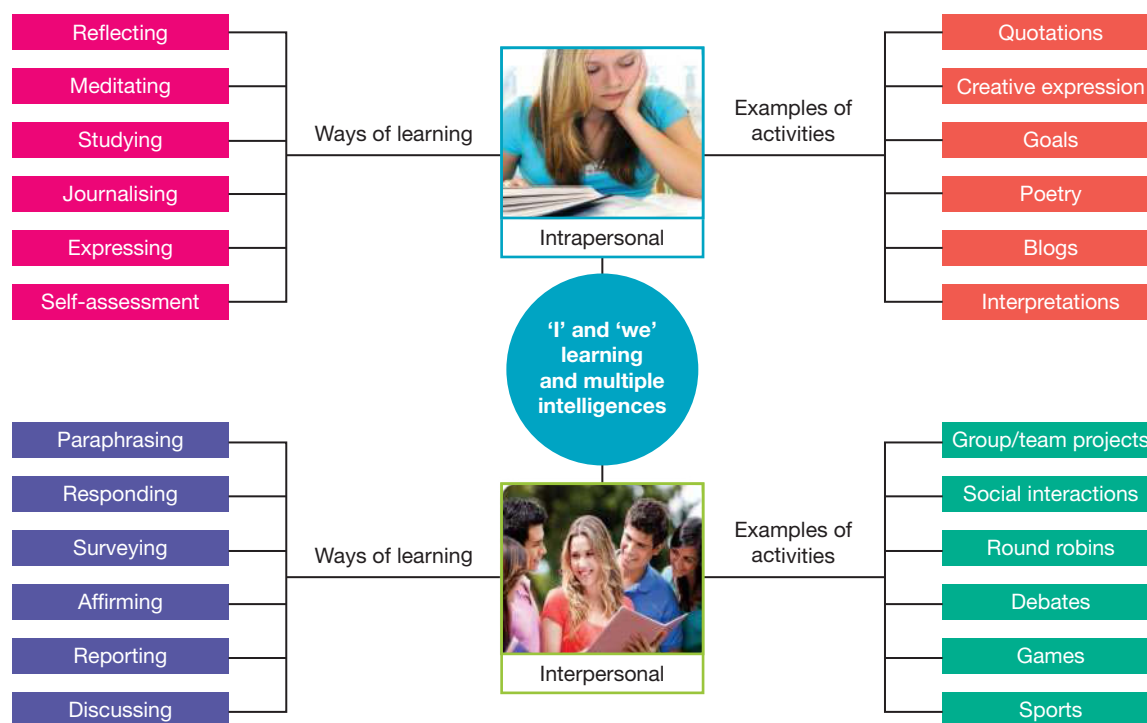 Reflecting
Meditating
Studying
Journalising
Expressing
Self-assessment
Ways of learning
Intrapersonal
Examples of
activities
Quotations
Creative expression
Goals
Poetry
Blogs
Interpretations
‘I’ and ‘we’
learning
and multiple
intelligences
Paraphrasing
Responding
Surveying
Affirming
Reporting
Discussing
Ways of learning
Interpersonal
Examples of
activities
Group/team projects
Social interactions
Round robins
Debates
Games
Sports